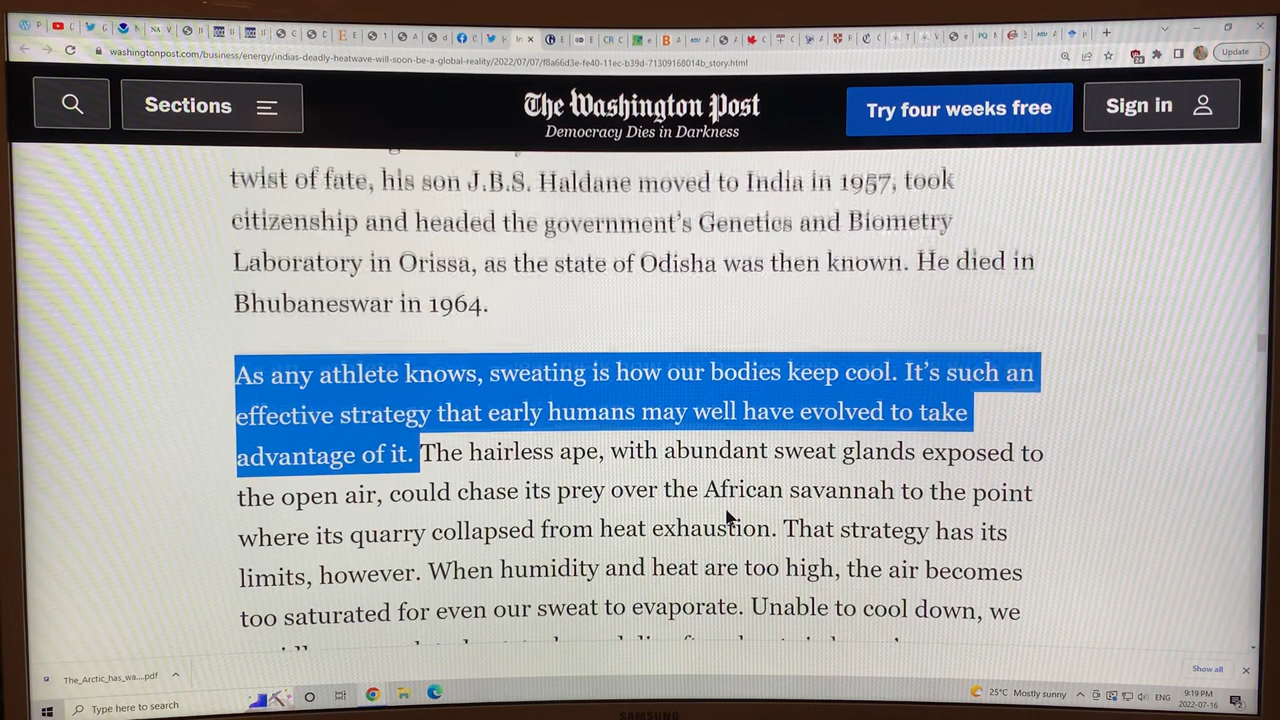 washingtonpost.com/business/energy/indias-deadly-heatwave-will-soon-be-a-global-reality/2022/07/07/f8a66d3e-fe40-11ec-b39d-71309168014b_story.html
Update
Sections
The Washington Post
Democracy Dies in Darkness
Try four weeks free
Sign in
twist of fate, his son J.B.S. Haldane moved to India in 1957, took
citizenship and headed the government's Genetics and Biometry
Laboratory in Orissa, as the state of Odisha was then known. He died in
Bhubaneswar in 1964.
As any athlete knows, sweating is how our bodies keep cool. It's such an
effective strategy that early humans may well have evolved to take
advantage of it. The hairless ape, with abundant sweat glands exposed to
the open air, could chase its prey over the African savannah to the point
where its quarry collapsed from heat exhaustion. That strategy has its
limits, however. When humidity and heat are too high, the air becomes
too saturated for even our sweat to evaporate. Unable to cool down, we
The_Arctic_has_wa....pdf
Show all
Type here to search
25°C Mostly sunny
ENG
9:19 PM
2022-07-16
SAMSUNG